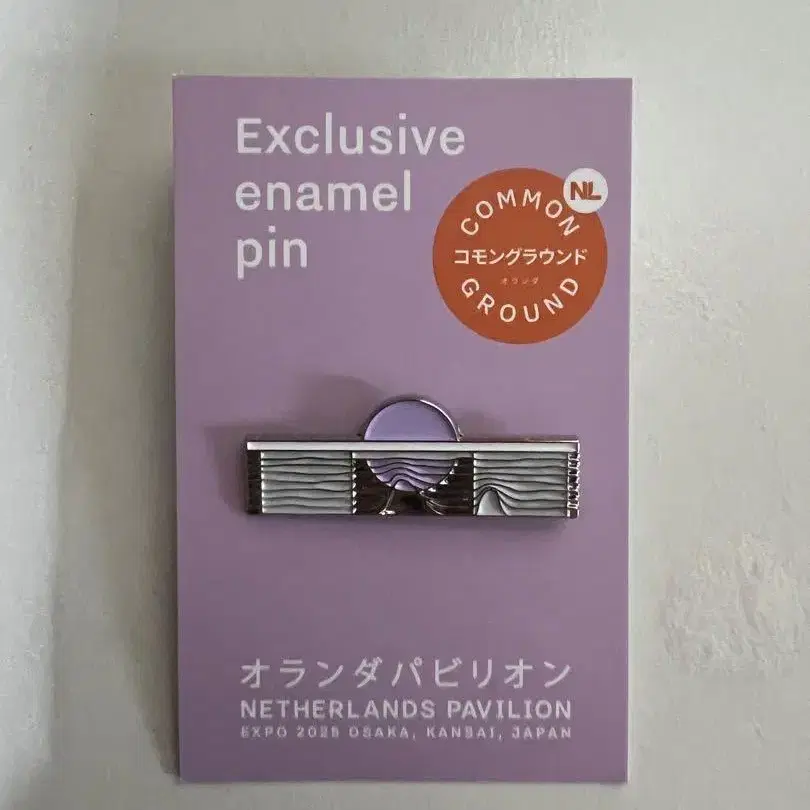 Exclusive
enamel
pin
NL
COMMON
コモングラウンド
オランダ
GROUND
オランダパビリオン
NETHERLANDS PAVILION
EXPO 2025 OSAKA, KANSAI, JAPAN